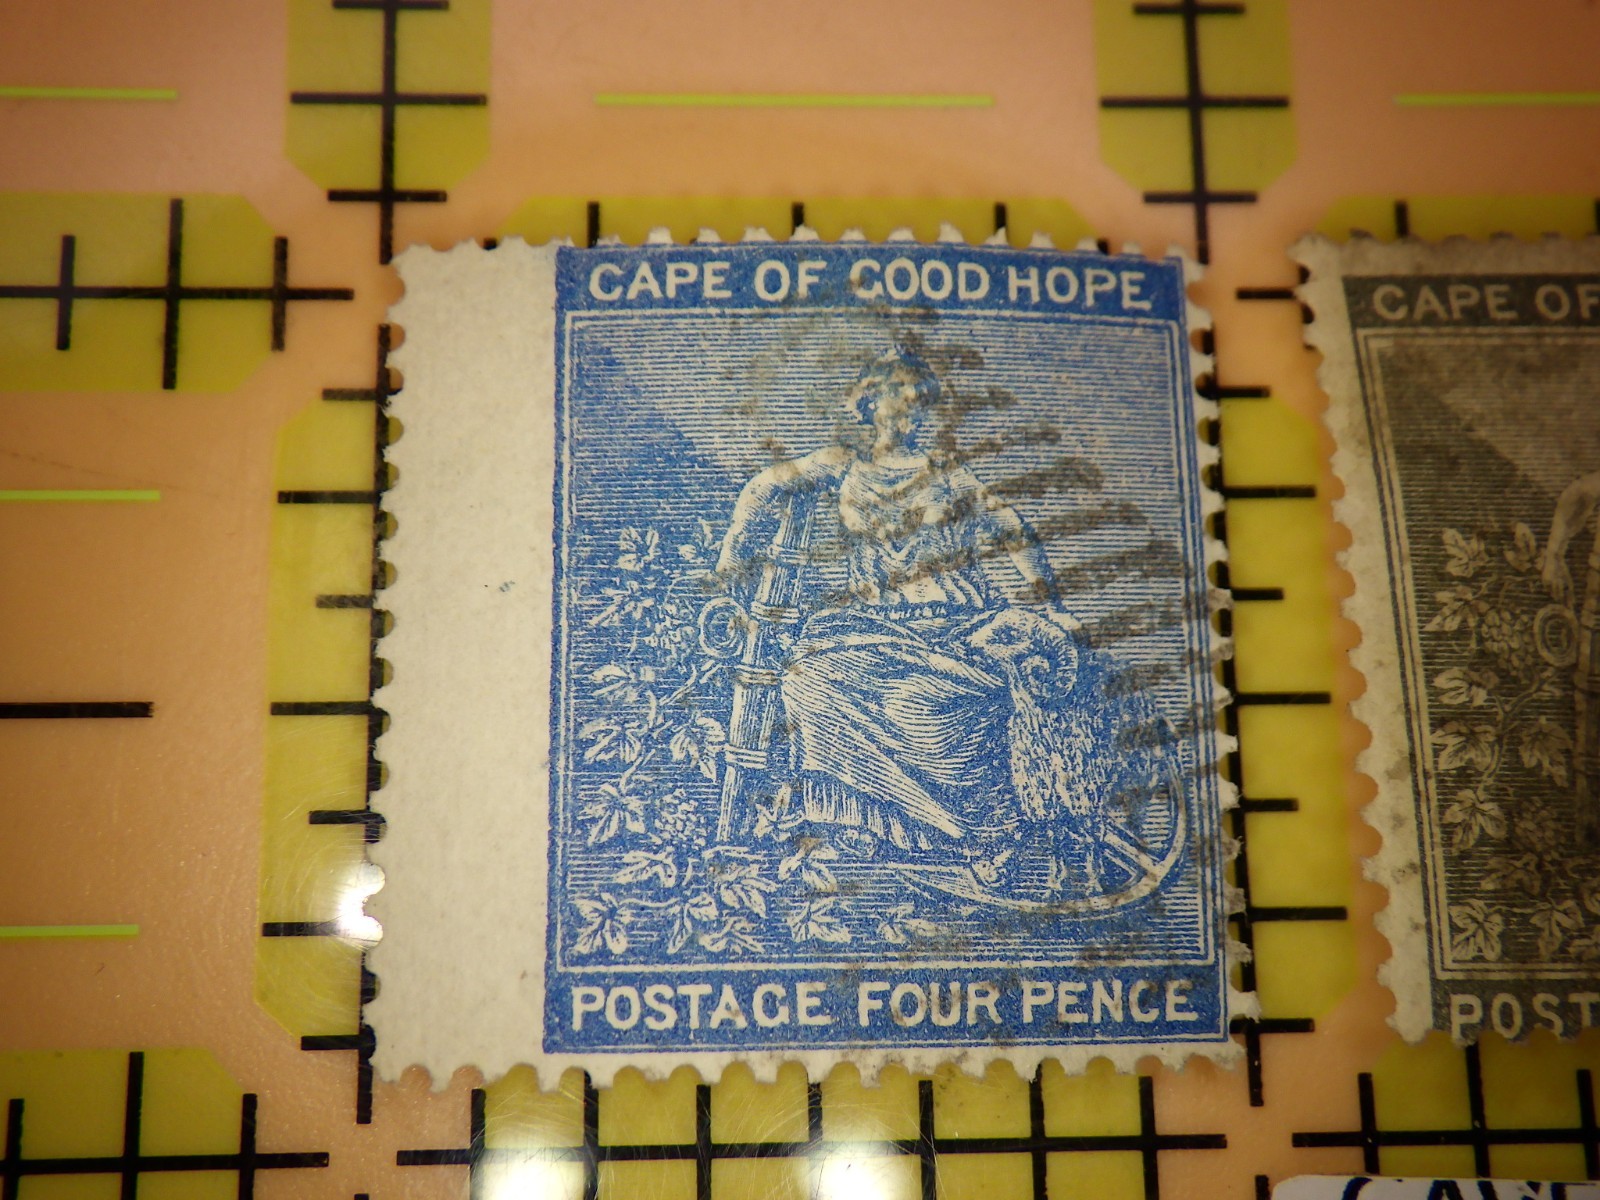 CAPE OF GOOD HOPE
POSTAGE FOUR PENCE
CAPE OF
POST